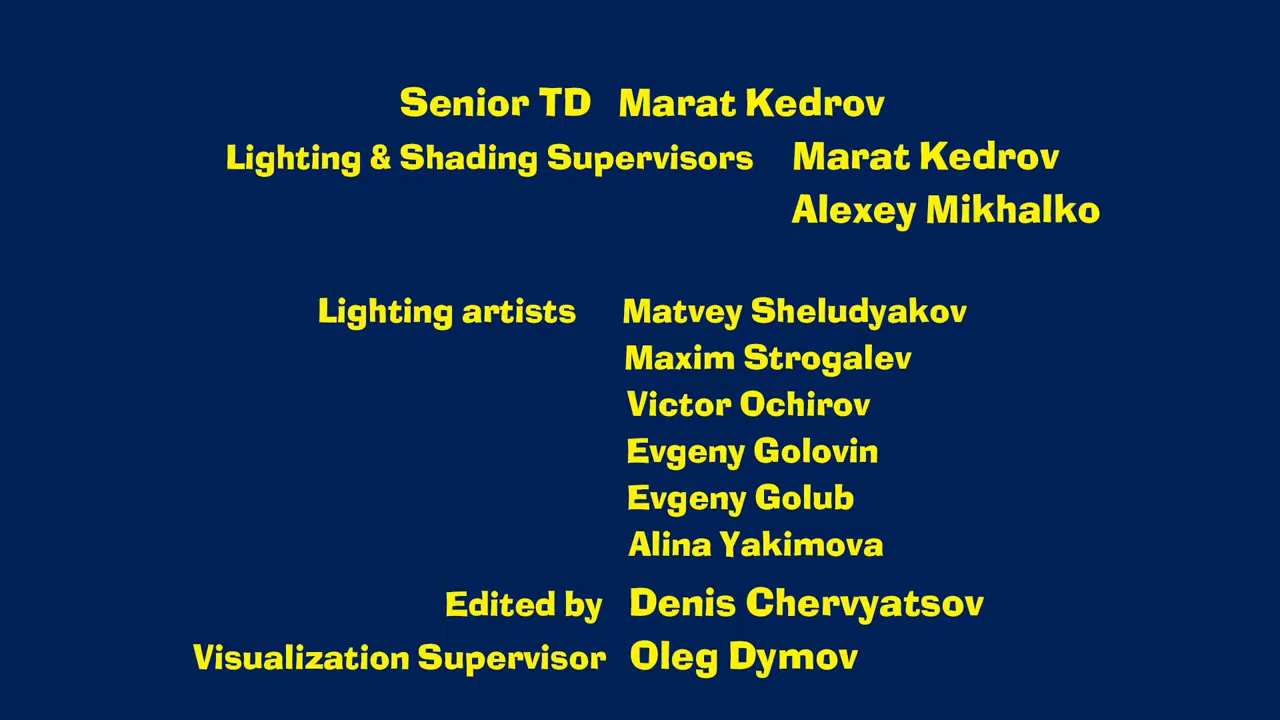 Senior TD Marat Kedrov
Lighting & Shading Supervisors Marat Kedrov
Alexey Mikhalko
Lighting artists Matvey Sheludyakov
Maxim Strogalev
Victor Ochirov
Evgeny Golovin
Evgeny Golub
Alina Yakimova
Edited by Denis Chervyatsov
Visualization Supervisor Oleg Dymov